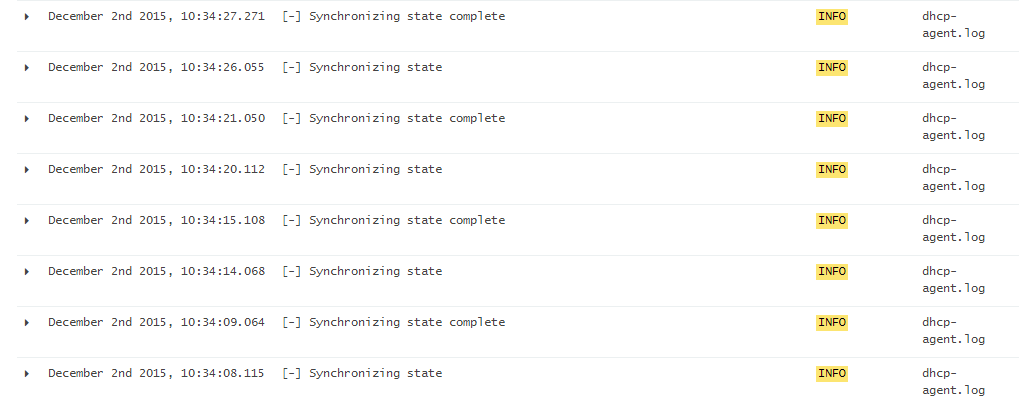 December 2nd 2015, 10:34:27.271 [-] Synchronizing state complete INFO dhcp-
agent.log
December 2nd 2015, 10:34:26.055 [-] Synchronizing state INFO dhcp-
agent.log
December 2nd 2015, 10:34:21.050 [-] Synchronizing state complete INFO dhcp-
agent.log
December 2nd 2015, 10:34:20.112 [-] Synchronizing state INFO dhcp-
agent.log
December 2nd 2015, 10:34:15.108 [-] Synchronizing state complete INFO dhcp-
agent.log
December 2nd 2015, 10:34:14.068 [-] Synchronizing state INFO dhcp-
agent.log
December 2nd 2015, 10:34:09.064 [-] Synchronizing state complete INFO dhcp-
agent.log
December 2nd 2015, 10:34:08.115 [-] Synchronizing state INFO dhcp-
agent.log